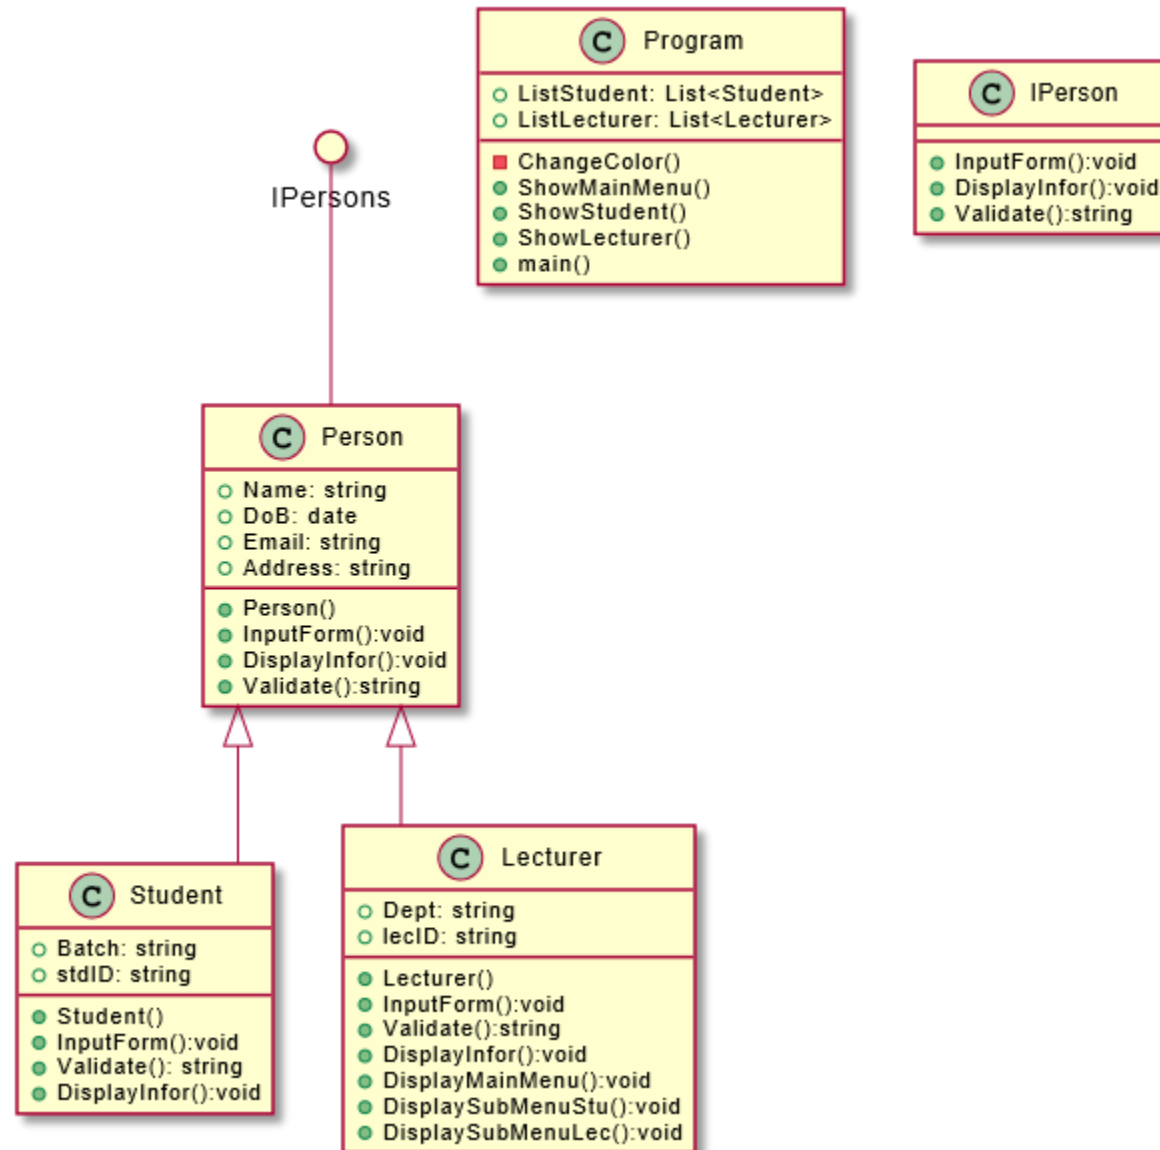 C Program
ListStudent: List<Student>
ListLecturer: List<Lecturer>
ChangeColor()
ShowMainMenu()
ShowStudent()
ShowLecturer()
main()
C IPerson
InputForm():void
DisplayInfor():void
Validate():string
IPersons
C Person
Name: string
DoB: date
Email: string
Address: string
Person()
InputForm():void
DisplayInfor():void
Validate():string
C Student
Batch: string
stdID: string
Student()
InputForm():void
Validate(): string
DisplayInfor():void
C Lecturer
Dept: string
lecID: string
Lecturer()
InputForm():void
Validate():string
DisplayInfor():void
DisplayMainMenu():void
DisplaySubMenuStu():void
DisplaySubMenuLec():void